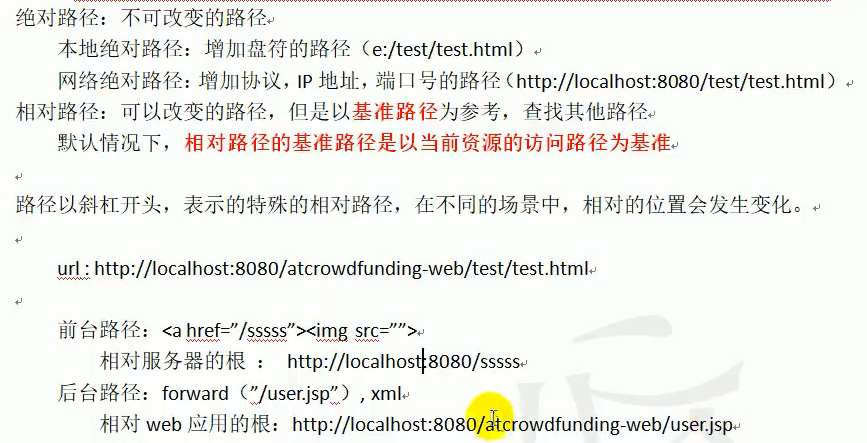 绝对路径：不可改变的路径
本地绝对路径：增加盘符的路径（e:/test/test.html）
网络绝对路径：增加协议，IP 地址，端口号的路径（http://localhost:8080/test/test.html）
相对路径：可以改变的路径，但是以基准路径为参考，查找其他路径
默认情况下，相对路径的基准路径是以当前资源的访问路径为基准
路径以斜杠开头，表示的特殊的相对路径，在不同的场景中，相对的位置会发生变化。
url : http://localhost:8080/atcrowdfunding-web/test/test.html
前台路径：<a href=”/sssss”><img src=””>
相对服务器的根 ： http://localhost:8080/sssss
后台路径：forward（”/user.jsp”）, xml
相对 web 应用的根：http://localhost:8080/atcrowdfunding-web/user.jsp